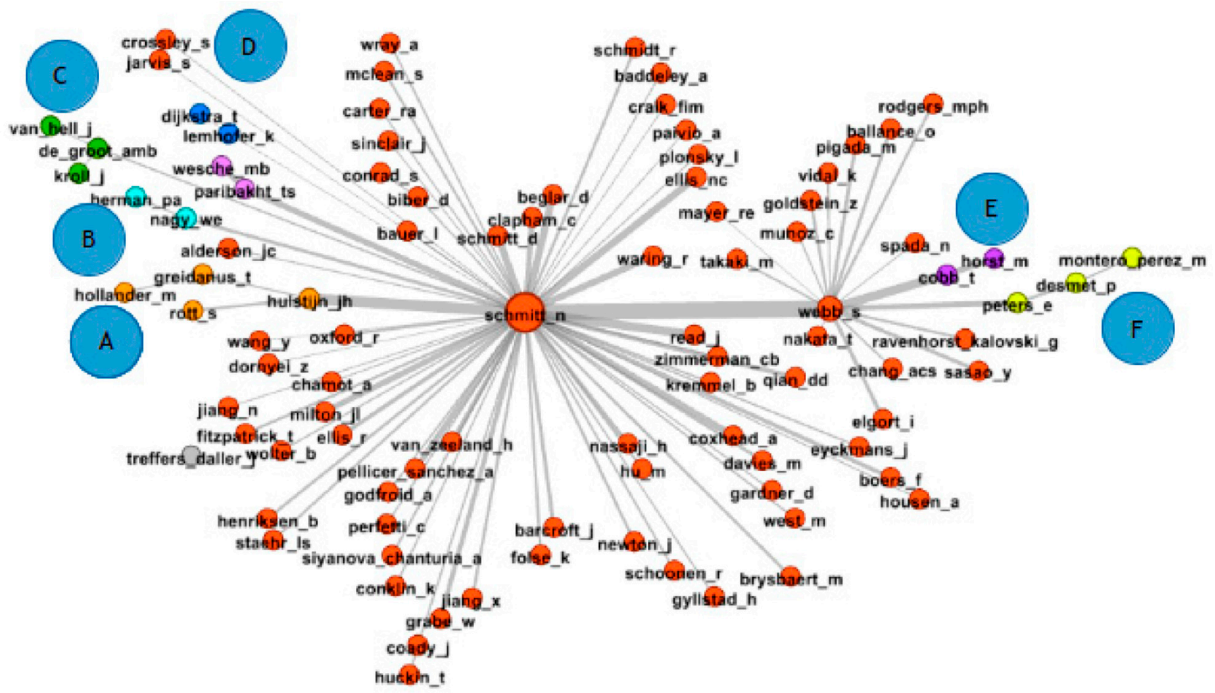 D
crossley_s
wray_a
schmidt_r
jarvis_s
C
mclean_s
baddeley_a
carter_ra
craik_fim
rodgers_mph
dijkstra_t
van_hell_j
lemhofer_k
paivio_a
ballance_o
sinclair_j
pigada_m
de_groot_amb
plonsky_l
kroll_j
wesche_mb
conrad_s
ellis_nc
vidal_k
paribakht_ts
herman_pa
biber_d
beglar_d
goldstein_z
E
nagy_we
clapham_c
mayer_re
B
bauer_l
schmitt_d
munoz_c
spada_n
alderson_jc
waring_r
takaki_m
horst_m
montero_perez_m
greidanus_t
cobb_t
desmet_p
hollander_m
hulstijn_jh
peters_e
rott_s
schmitt_n
webb_s
A
F
wang_y
oxford_r
read_j
nakata_t
ravenhorst_kalovski_g
dornyei_z
zimmerman_cb
chang_acs
sasao_y
chamot_a
kremmel_b
qian_dd
jiang_n
milton_jl
elgort_i
fitzpatrick_t
ellis_r
van_zeeland_h
nassaji_h
coxhead_a
eyckmans_j
treffers_daller_j
wolter_b
pellicer_sanchez_a
hu_m
davies_m
godfroid_a
gardner_d
boers_f
housen_a
henriksen_b
perfetti_c
barcroft_j
west_m
staehr_ls
newton_j
siyanova_chanturia_a
folse_k
schoonen_r
brysbaert_m
conklin_k
jiang_x
gyllstad_h
grabe_w
coady_j
huckin_t